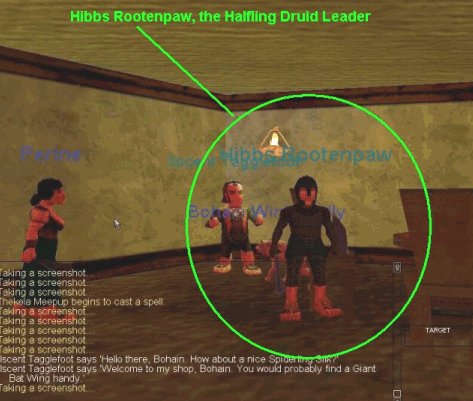 Hibbs Rootenpaw, the Halfling Druid Leader
Perine
Hibbs Rootenpaw
Iscent Tagglefoot
Taking a screenshot...
Taking a screenshot...
Taking a screenshot
Thekela Meepup begins to cast a spell.
Taking a screenshot
Taking a screenshot
Taking a screenshot...
Taking a screenshot
Iscent Tagglefoot says 'Hello there, Bohain. How about a nice Spiderling Silk?'
Iscent Tagglefoot says 'Welcome to my shop, Bohain. You would probably find a Giant
Bat Wing handy.'
Taking a screenshot...
TARGET